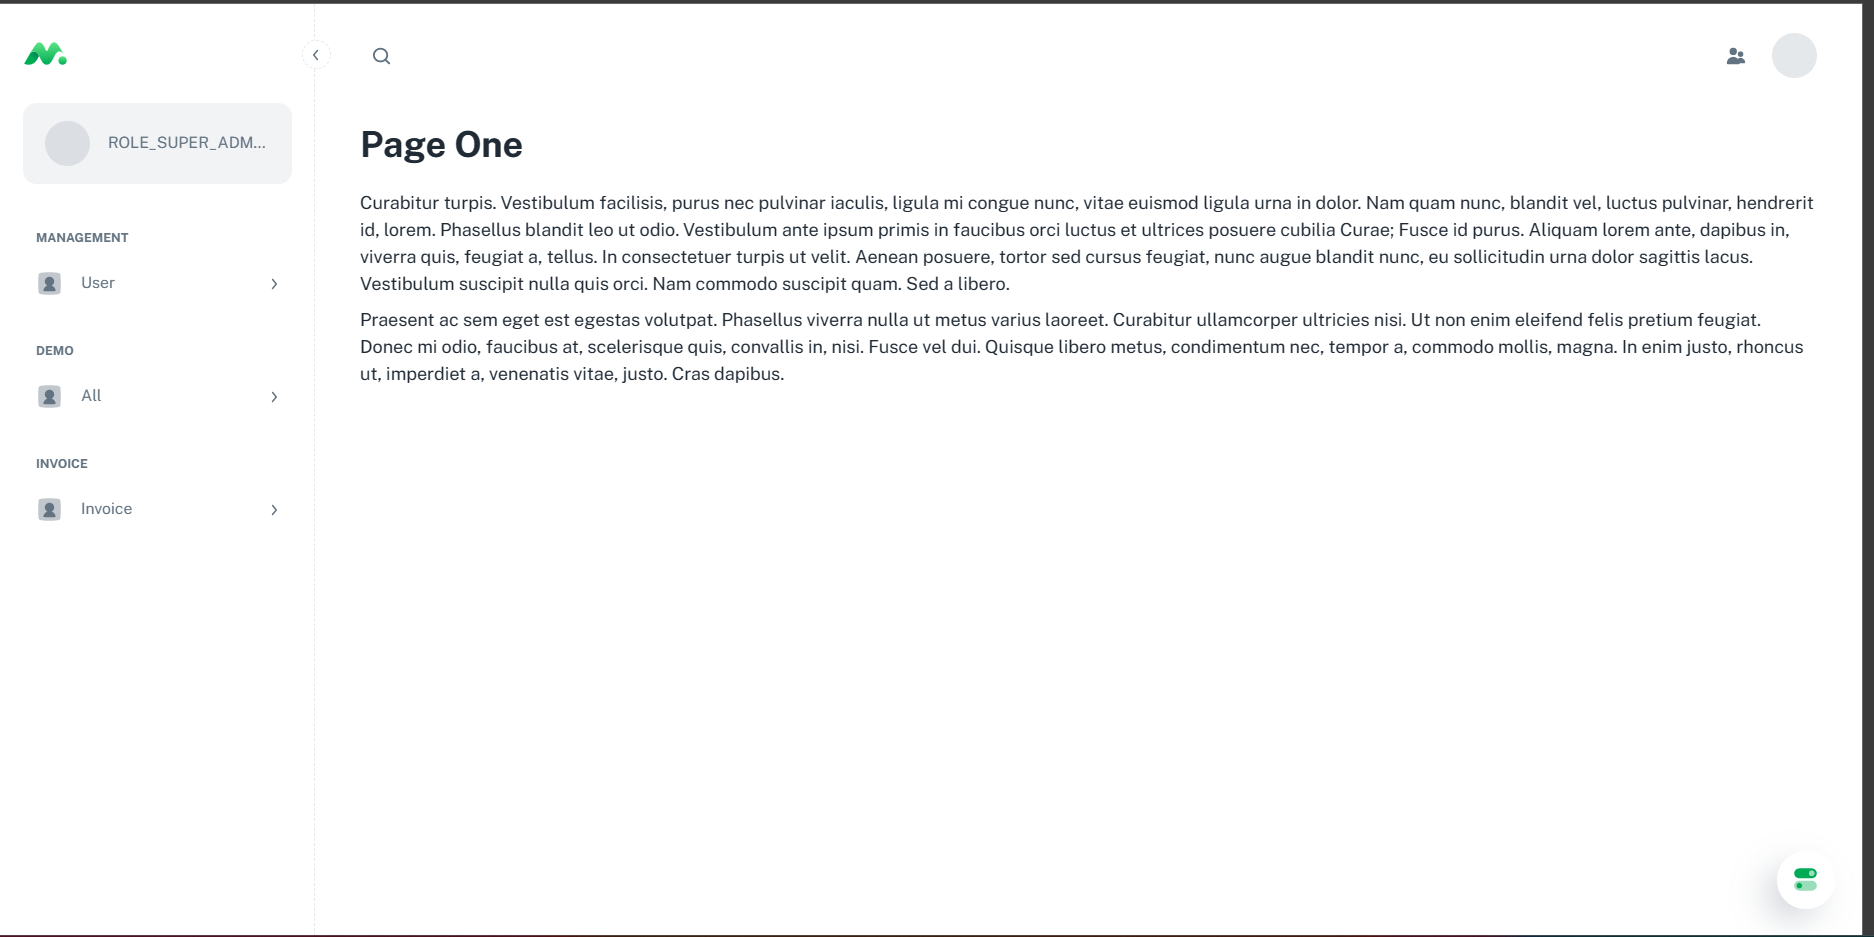 ROLE_SUPER_ADM...
MANAGEMENT
User
DEMO
All
INVOICE
Invoice
Page One
Curabitur turpis. Vestibulum facilisis, purus nec pulvinar iaculis, ligula mi congue nunc, vitae euismod ligula urna in dolor. Nam quam nunc, blandit vel, luctus pulvinar, hendrerit
id, lorem. Phasellus blandit leo ut odio. Vestibulum ante ipsum primis in faucibus orci luctus et ultrices posuere cubilia Curae; Fusce id purus. Aliquam lorem ante, dapibus in,
viverra quis, feugiat a, tellus. In consectetuer turpis ut velit. Aenean posuere, tortor sed cursus feugiat, nunc augue blandit nunc, eu sollicitudin urna dolor sagittis lacus.
Vestibulum suscipit nulla quis orci. Nam commodo suscipit quam. Sed a libero.
Praesent ac sem eget est egestas volutpat. Phasellus viverra nulla ut metus varius laoreet. Curabitur ullamcorper ultricies nisi. Ut non enim eleifend felis pretium feugiat.
Donec mi odio, faucibus at, scelerisque quis, convallis in, nisi. Fusce vel dui. Quisque libero metus, condimentum nec, tempor a, commodo mollis, magna. In enim justo, rhoncus
ut, imperdiet a, venenatis vitae, justo. Cras dapibus.